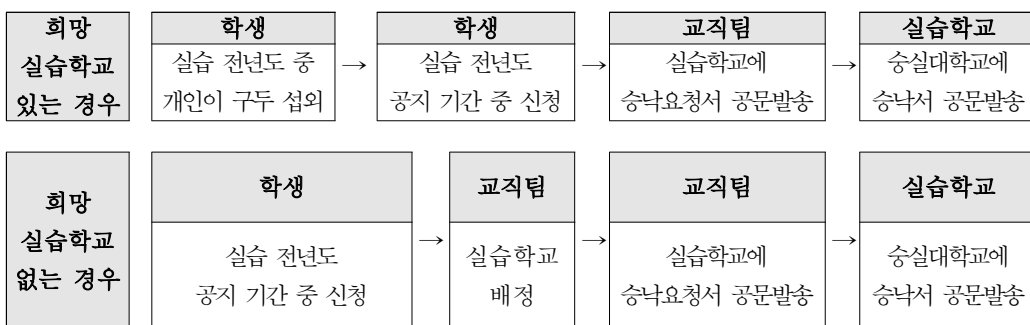 희망
실습학교
있는 경우
학생
실습 전년도 중
개인이 구두 섭외
→
학생
실습 전년도
공지 기간 중 신청
→
교직팀
실습학교에
승낙요청서 공문발송
→
실습학교
숭실대학교에
승낙서 공문발송
희망
실습학교
없는 경우
학생
실습 전년도
공지 기간 중 신청
→
교직팀
실습학교
배정
→
교직팀
실습학교에
승낙요청서 공문발송
→
실습학교
숭실대학교에
승낙서 공문발송